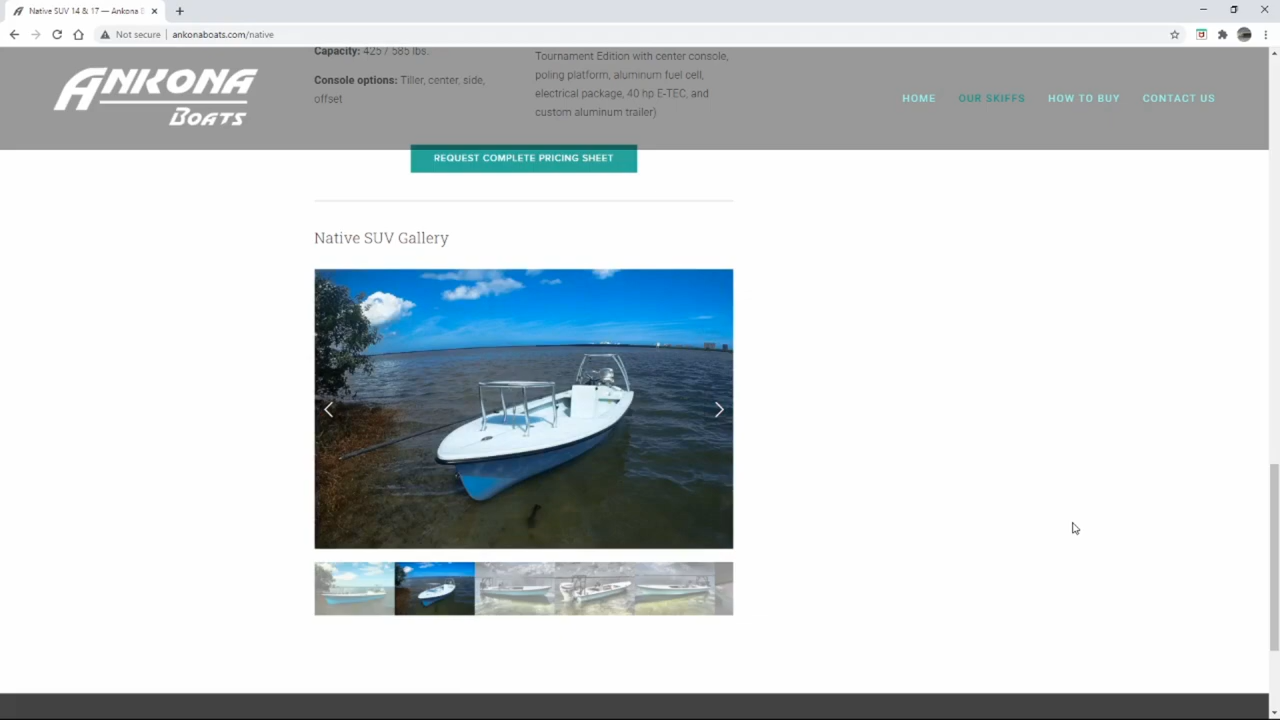 Native SUV 14 & 17 — Ankona
Not secure | ankonaboats.com/native
ANKONA
BOATS
HOME OUR SKIFFS HOW TO BUY CONTACT US
Capacity: 425 / 585 lbs.
Console options: Tiller, center, side,
offset
Tournament Edition with center console,
poling platform, aluminum fuel cell,
electrical package, 40 hp E-TEC, and
custom aluminum trailer)
REQUEST COMPLETE PRICING SHEET
Native SUV Gallery